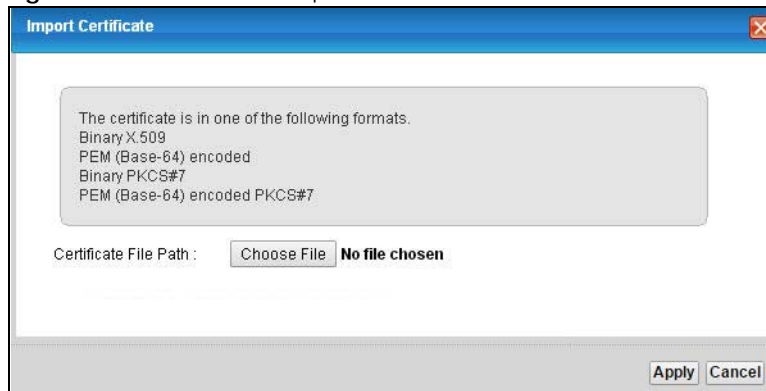 Import Certificate
The certificate is in one of the following formats.
Binary X.509
PEM (Base-64) encoded
Binary PKCS#7
PEM (Base-64) encoded PKCS#7
Certificate File Path : Choose File No file chosen
Apply Cancel